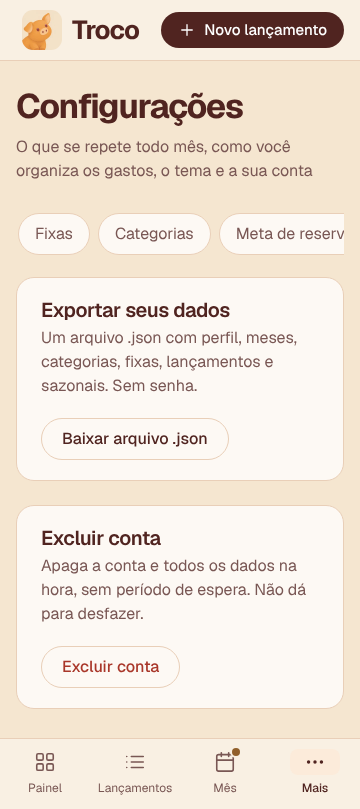 Troco
Novo lançamento
Configurações
O que se repete todo mês, como você
organiza os gastos, o tema e a sua conta
Fixas
Categorias
Meta de reserv
Exportar seus dados
Um arquivo .json com perfil, meses,
categorias, fixas, lançamentos e
sazonais. Sem senha.
Baixar arquivo .json
Excluir conta
Apaga a conta e todos os dados na
hora, sem período de espera. Não dá
para desfazer.
Excluir conta
Painel
Lançamentos
Mês
Mais